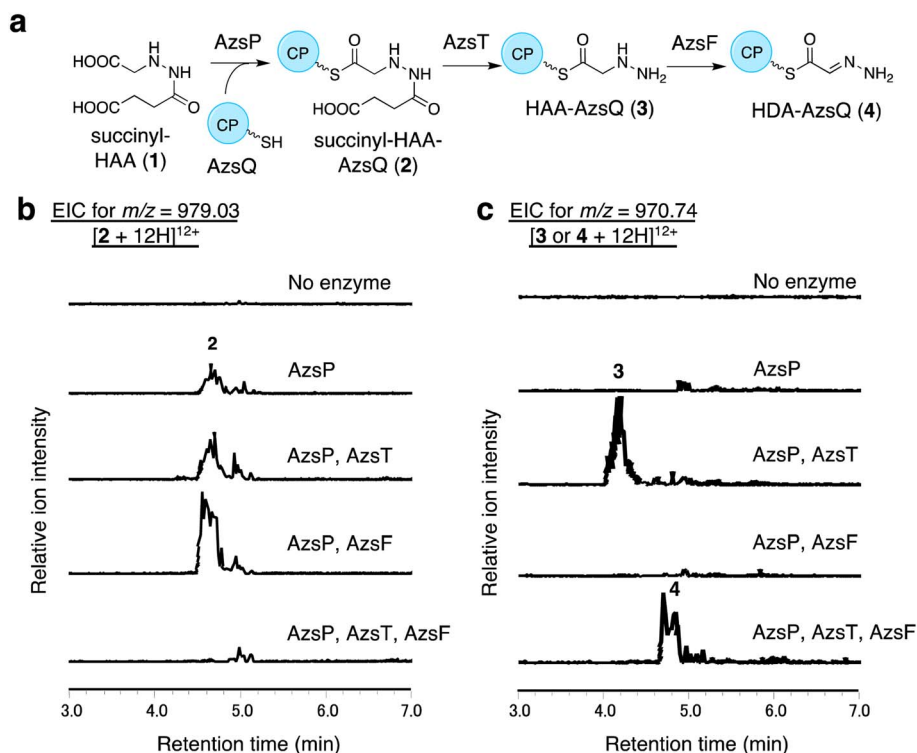 a
AzsP
AzsT
AzsF
HOOC
H
N
NH
HOOC
O
succinyl-
HAA (1)
CP
SH
AzsQ
CP
S
O
H
N
NH
HOOC
O
succinyl-HAA-
AzsQ (2)
CP
S
O
H
N
NH2
HAA-AzsQ (3)
CP
S
O
N
NH2
HDA-AzsQ (4)
b
EIC for m/z = 979.03
[2 + 12H]12+
No enzyme
2
AzsP
AzsP, AzsT
AzsP, AzsF
AzsP, AzsT, AzsF
Relative ion intensity
3.0 4.0 5.0 6.0 7.0
Retention time (min)
c
EIC for m/z = 970.74
[3 or 4 + 12H]12+
No enzyme
AzsP
3
AzsP, AzsT
AzsP, AzsF
4
AzsP, AzsT, AzsF
Relative ion intensity
3.0 4.0 5.0 6.0 7.0
Retention time (min)